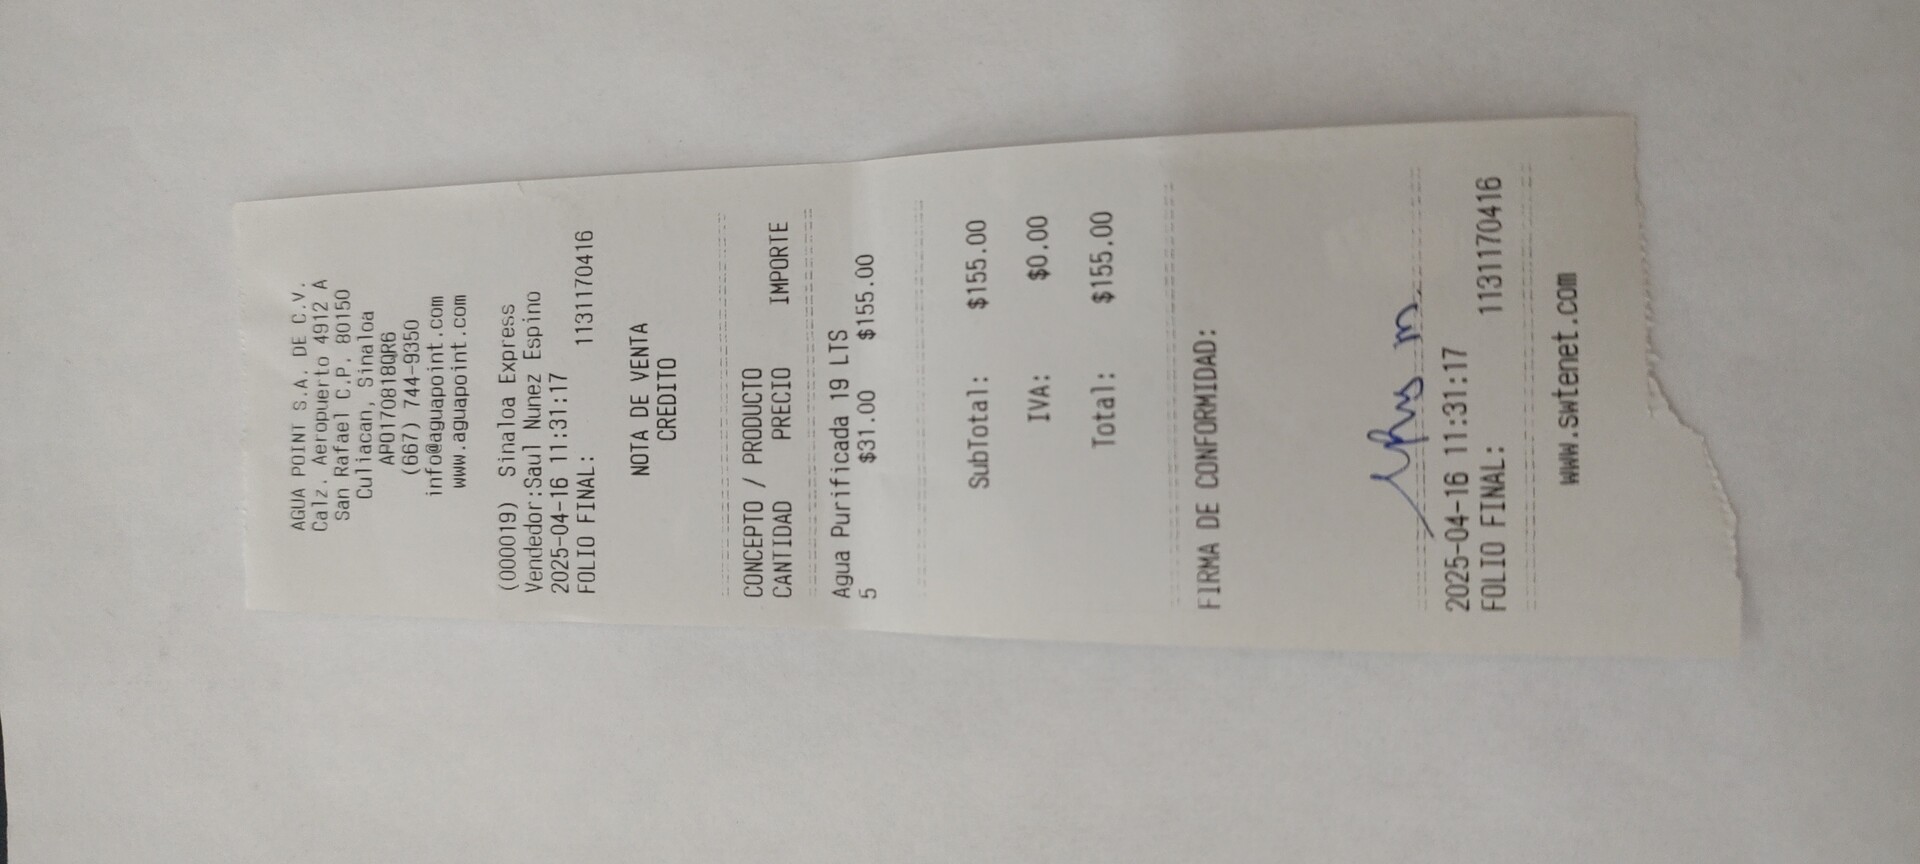 AGUA POINT S.A. DE C.V.
Calz. Aeropuerto 4912 A
San Rafael C.P. 80150
Culiacan, Sinaloa
APO170818QR6
(667) 744-9350
info@aguapoint.com
www.aguapoint.com
(000019) Sinaloa Express
Vendedor:Saul Nunez Espino
2025-04-16 11:31:17
FOLIO FINAL: 1131170416
NOTA DE VENTA
CREDITO
CONCEPTO / PRODUCTO
CANTIDAD PRECIO IMPORTE
Agua Purificada 19 LTS
5 $31.00 $155.00
SubTotal: $155.00
IVA: $0.00
Total: $155.00
FIRMA DE CONFORMIDAD:
2025-04-16 11:31:17
FOLIO FINAL: 1131170416
www.swtenet.com